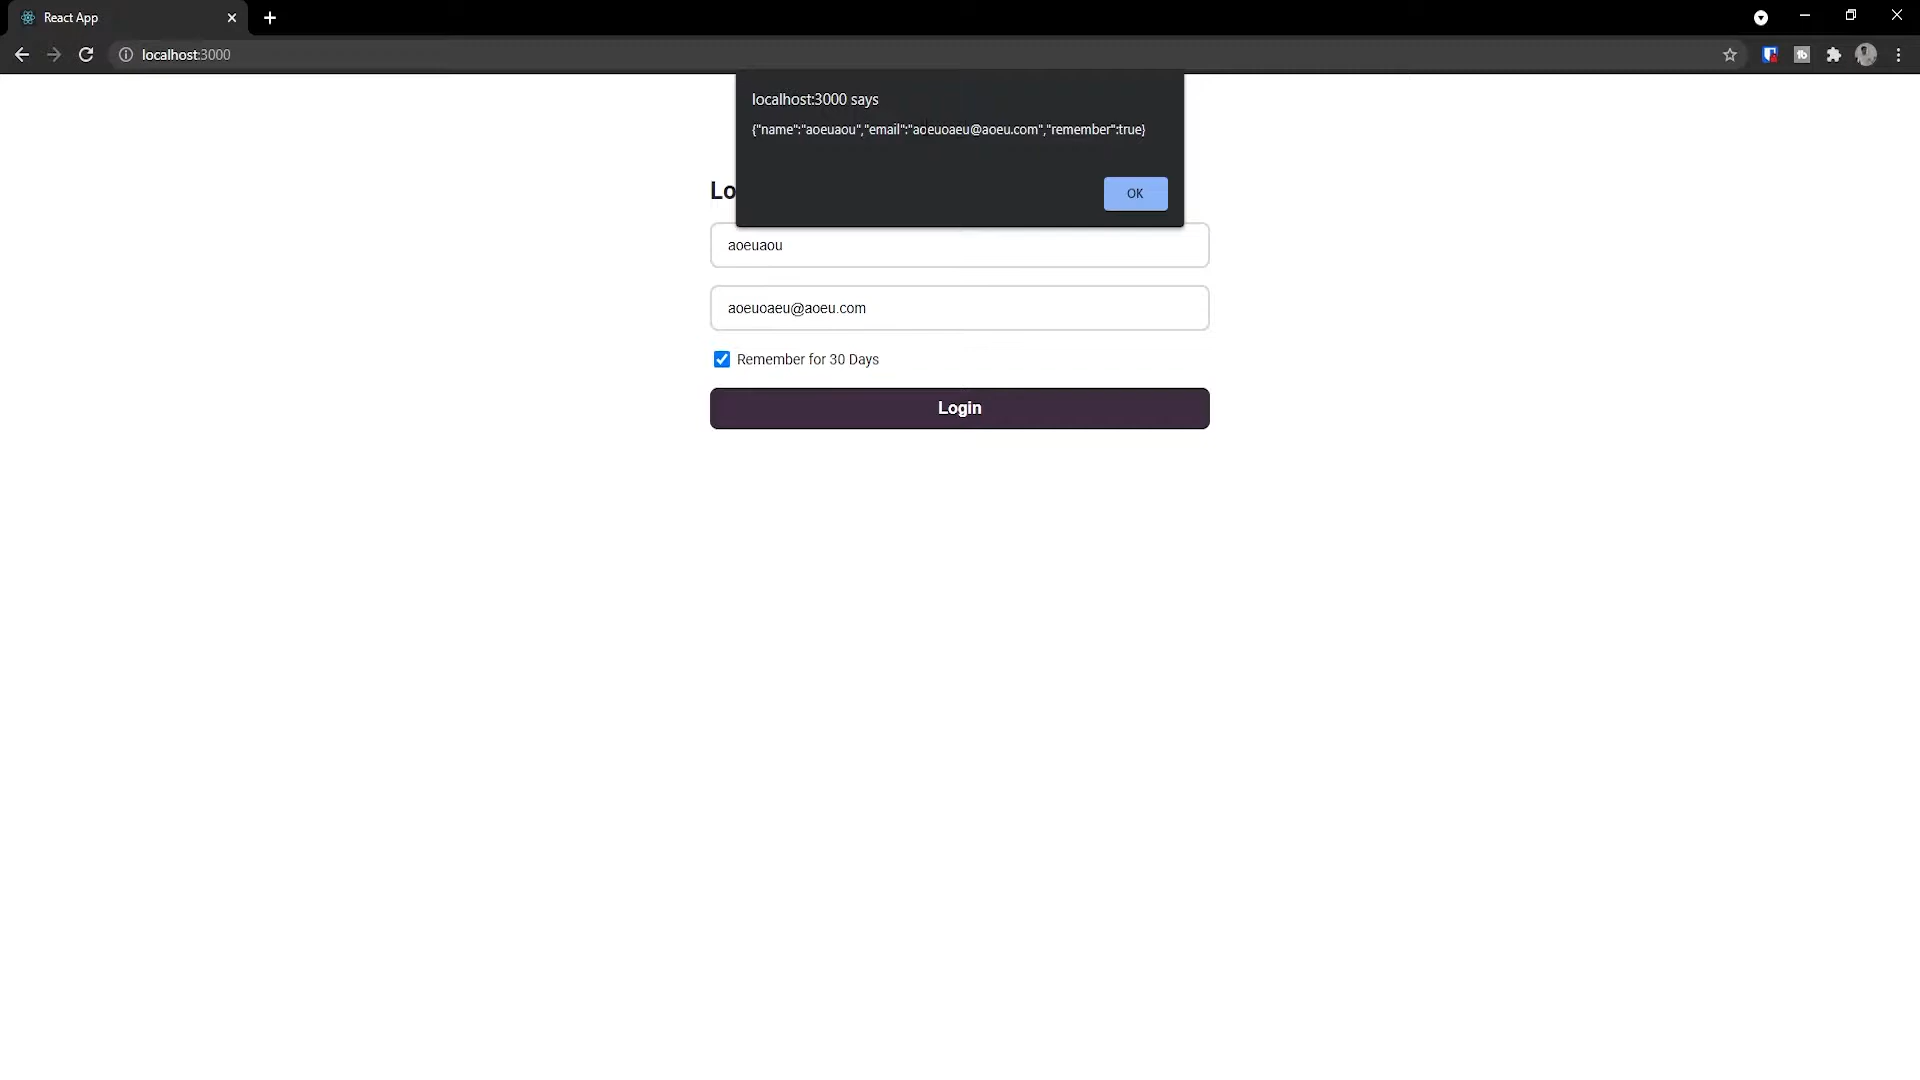 React App
localhost:3000
localhost:3000 says
{"name":"aoeuaou","email":"aoeuoaeu@aoeu.com","remember":true}
OK
Lo
aoeuaou
aoeuoaeu@aoeu.com
Remember for 30 Days
Login